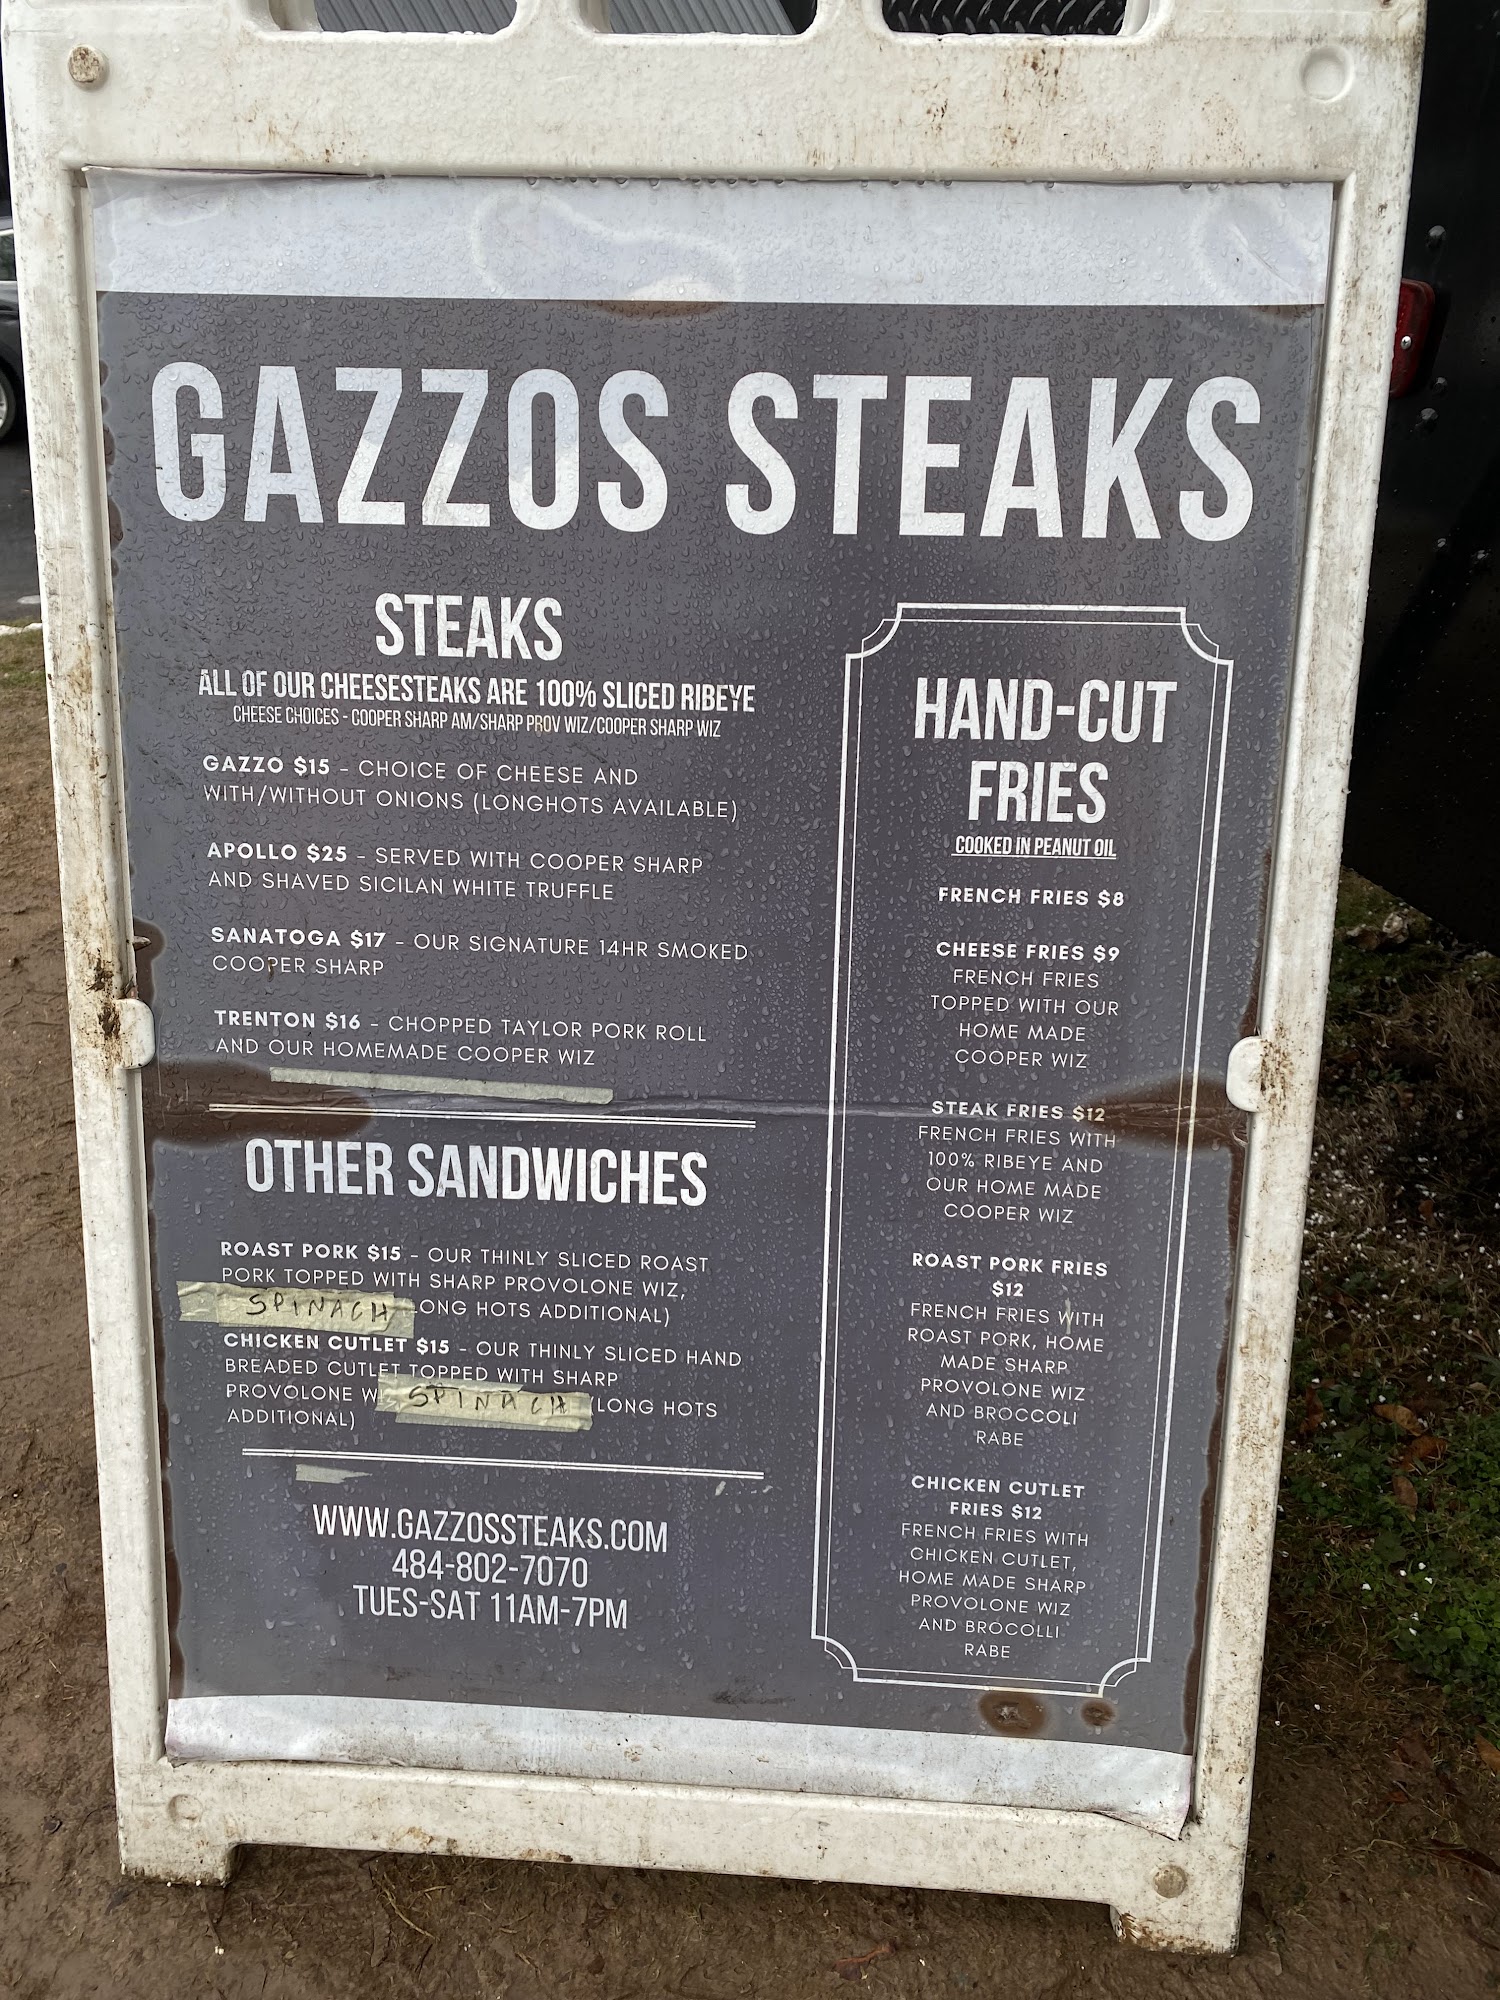 GAZZOS STEAKS
STEAKS
ALL OF OUR CHEESESTEAKS ARE 100% SLICED RIBEYE
CHEESE CHOICES - COOPER SHARP AM/SHARP PROV WIZ/COOPER SHARP WIZ
GAZZO $15 - CHOICE OF CHEESE AND
WITH/WITHOUT ONIONS (LONGHOTS AVAILABLE)
APOLLO $25 - SERVED WITH COOPER SHARP
AND SHAVED SICILAN WHITE TRUFFLE
SANATOGA $17 - OUR SIGNATURE 14HR SMOKED
COOPER SHARP
TRENTON $16 - CHOPPED TAYLOR PORK ROLL
AND OUR HOMEMADE COOPER WIZ
OTHER SANDWICHES
ROAST PORK $15 - OUR THINLY SLICED ROAST
PORK TOPPED WITH SHARP PROVOLONE WIZ,
SPINACH LONG HOTS ADDITIONAL)
CHICKEN CUTLET $15 - OUR THINLY SLICED HAND
BREADED CUTLET TOPPED WITH SHARP
PROVOLONE W SPINACH (LONG HOTS
ADDITIONAL)
WWW.GAZZOSSTEAKS.COM
484-802-7070
TUES-SAT 11AM-7PM
HAND-CUT
FRIES
COOKED IN PEANUT OIL
FRENCH FRIES $8
CHEESE FRIES $9
FRENCH FRIES
TOPPED WITH OUR
HOME MADE
COOPER WIZ
STEAK FRIES $12
FRENCH FRIES WITH
100% RIBEYE AND
OUR HOME MADE
COOPER WIZ
ROAST PORK FRIES
$12
FRENCH FRIES WITH
ROAST PORK, HOME
MADE SHARP
PROVOLONE WIZ
AND BROCCOLI
RABE
CHICKEN CUTLET
FRIES $12
FRENCH FRIES WITH
CHICKEN CUTLET,
HOME MADE SHARP
PROVOLONE WIZ
AND BROCOLLI
RABE